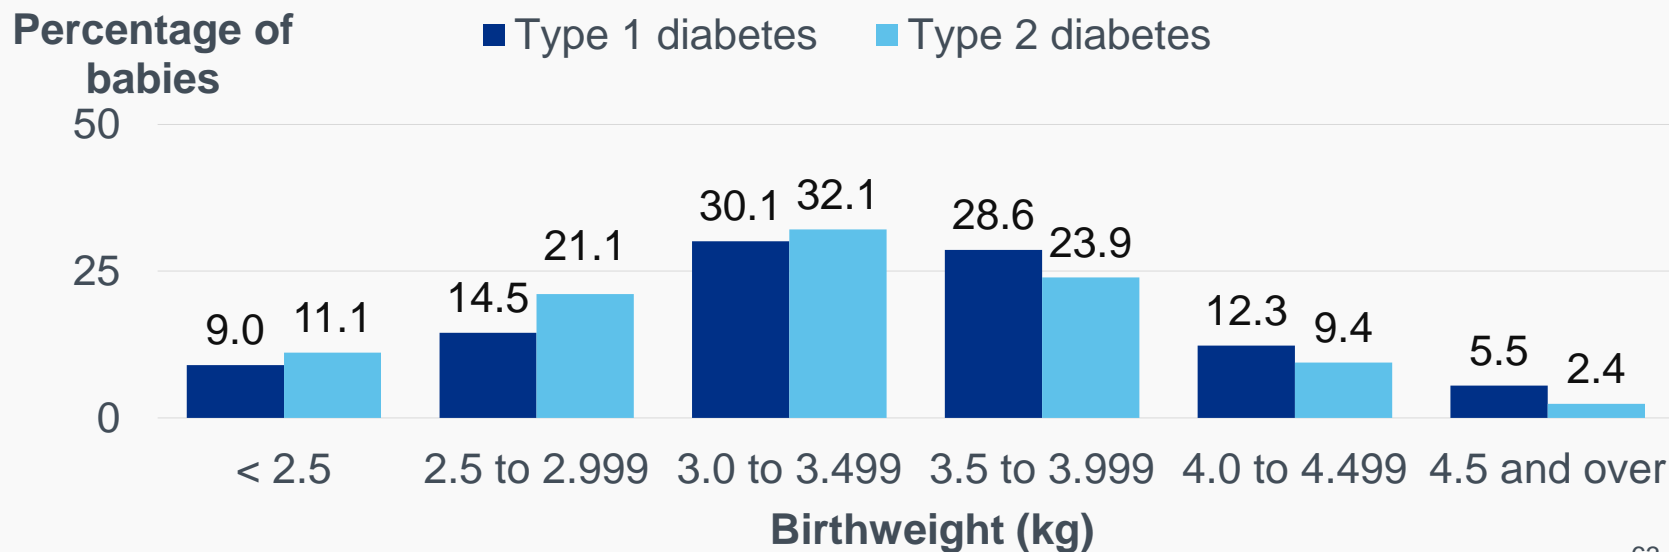 Percentage of
babies
Type 1 diabetes
Type 2 diabetes
50
25
0
9.0
11.1
14.5
21.1
30.1
32.1
28.6
23.9
12.3
9.4
5.5
2.4
< 2.5
2.5 to 2.999
3.0 to 3.499
3.5 to 3.999
4.0 to 4.499
4.5 and over
Birthweight (kg)